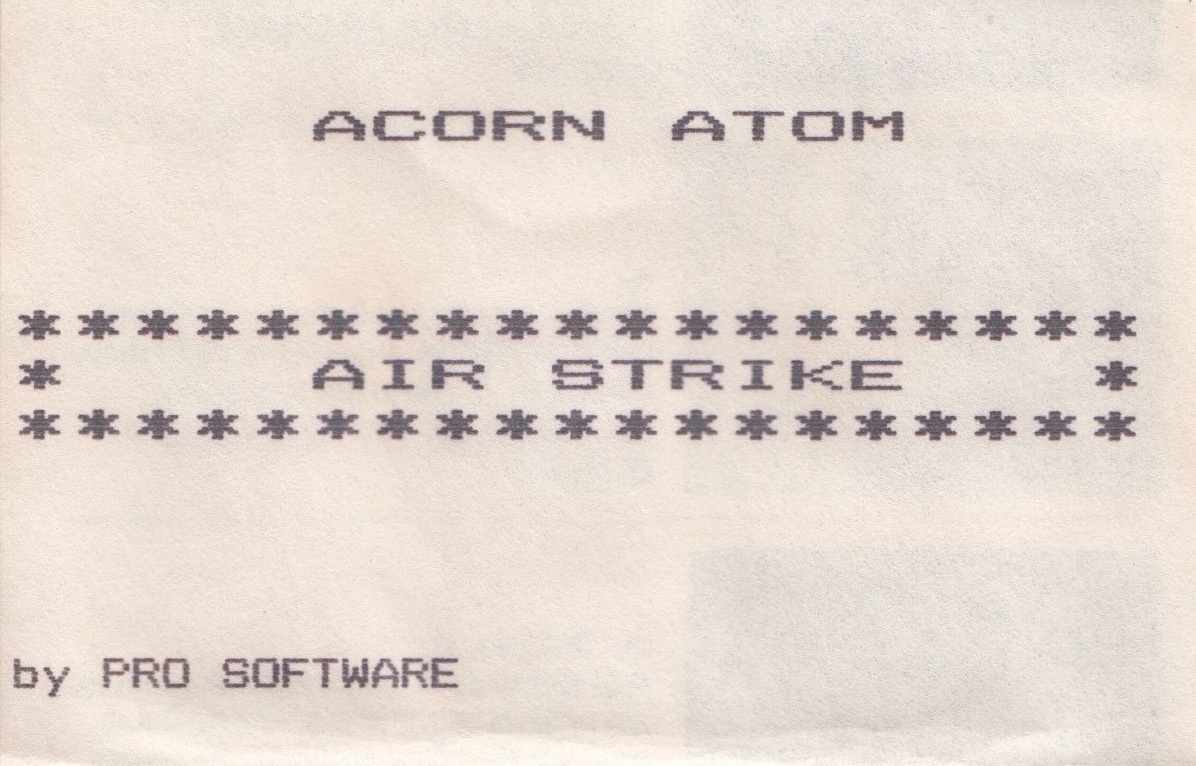 ACORN ATOM
* * * * * * * * * * * * * * * * * * *
* AIR STRIKE *
* * * * * * * * * * * * * * * * * * *
by PRO SOFTWARE